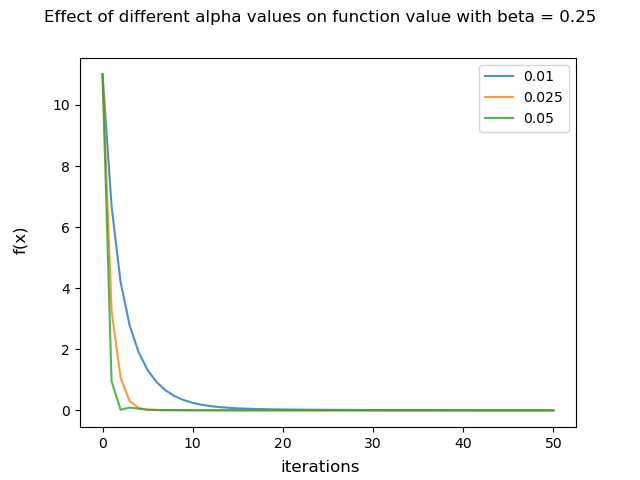 Effect of different alpha values on function value with beta = 0.25
0.01
0.025
0.05
f(x)
10
8
6
4
2
0
0 10 20 30 40 50
iterations